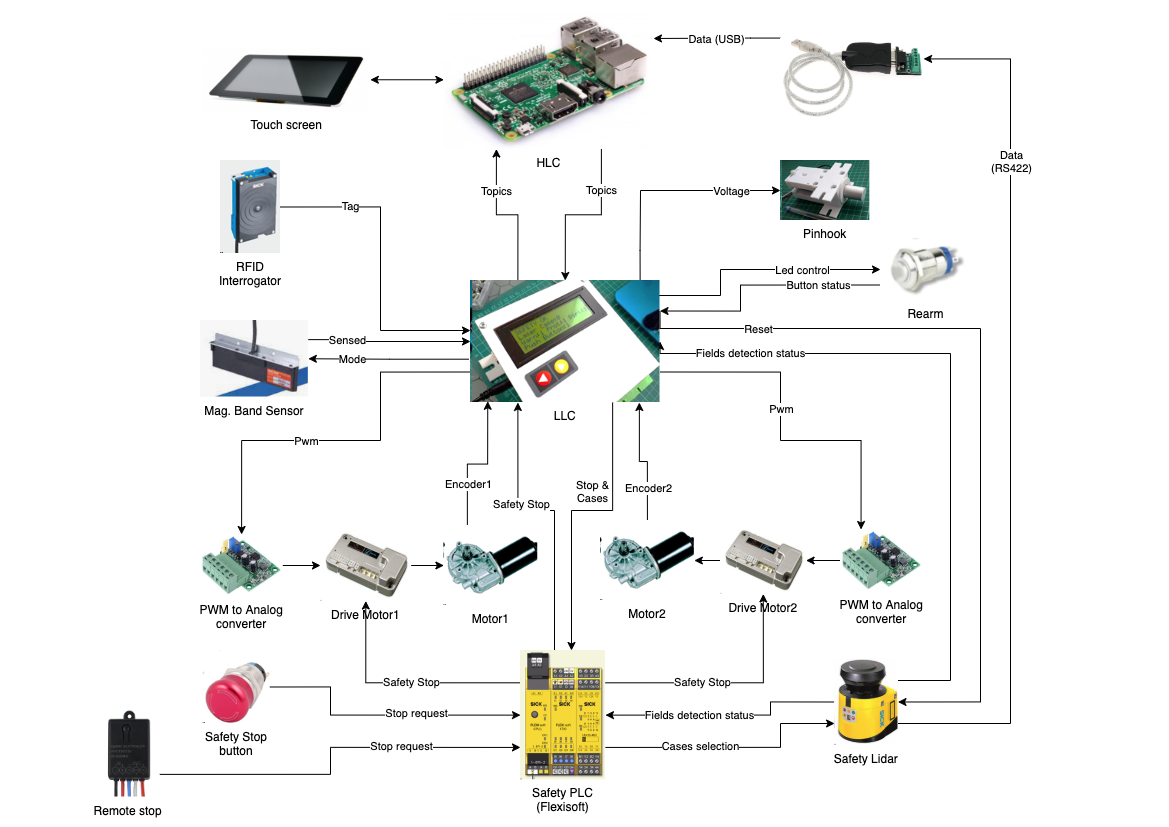 Data (USB)
Touch screen
HLC
Data
(RS422)
Topics
Topics
Voltage
Tag
Pinhook
RFID
Interrogator
Led control
Button status
Rearm
Reset
Sensed
Mode
Fields detection status
Mag. Band Sensor
LLC
Pwm
Pwm
Encoder1
Safety Stop
Stop &
Cases
Encoder2
PWM to Analog
converter
Drive Motor1
Motor1
Motor2
Drive Motor2
PWM to Analog
converter
Safety Stop
Safety Stop
SICK
SICK
SICK
Stop request
Fields detection status
Safety Stop
button
Stop request
Cases selection
Safety Lidar
Safety PLC
(Flexisoft)
Remote stop